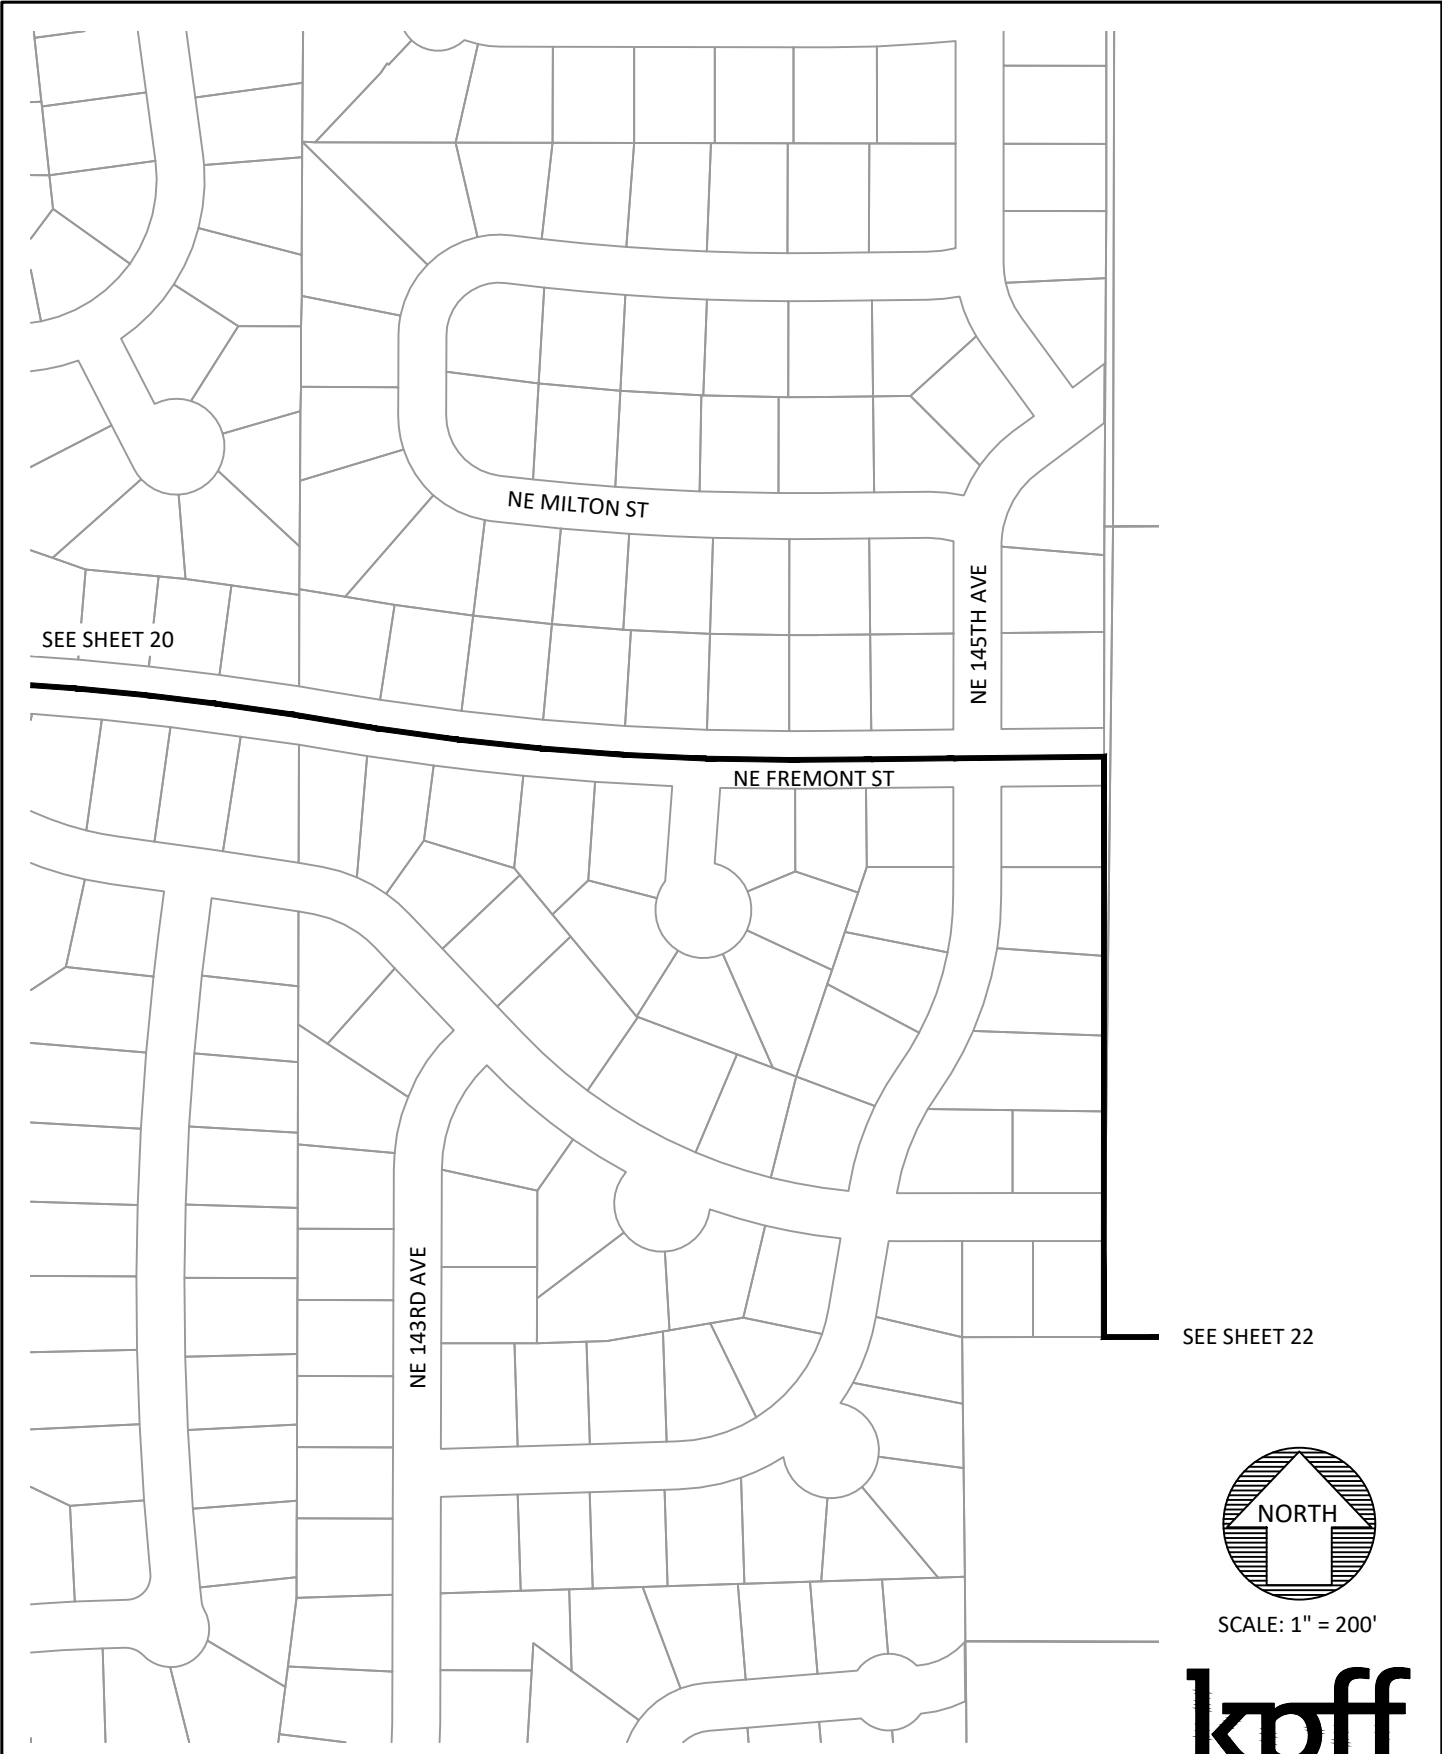 NE MILTON ST
NE 145TH AVE
SEE SHEET 20
NE FREMONT ST
NE 143RD AVE
SEE SHEET 22
NORTH
SCALE: 1" = 200'
kpff